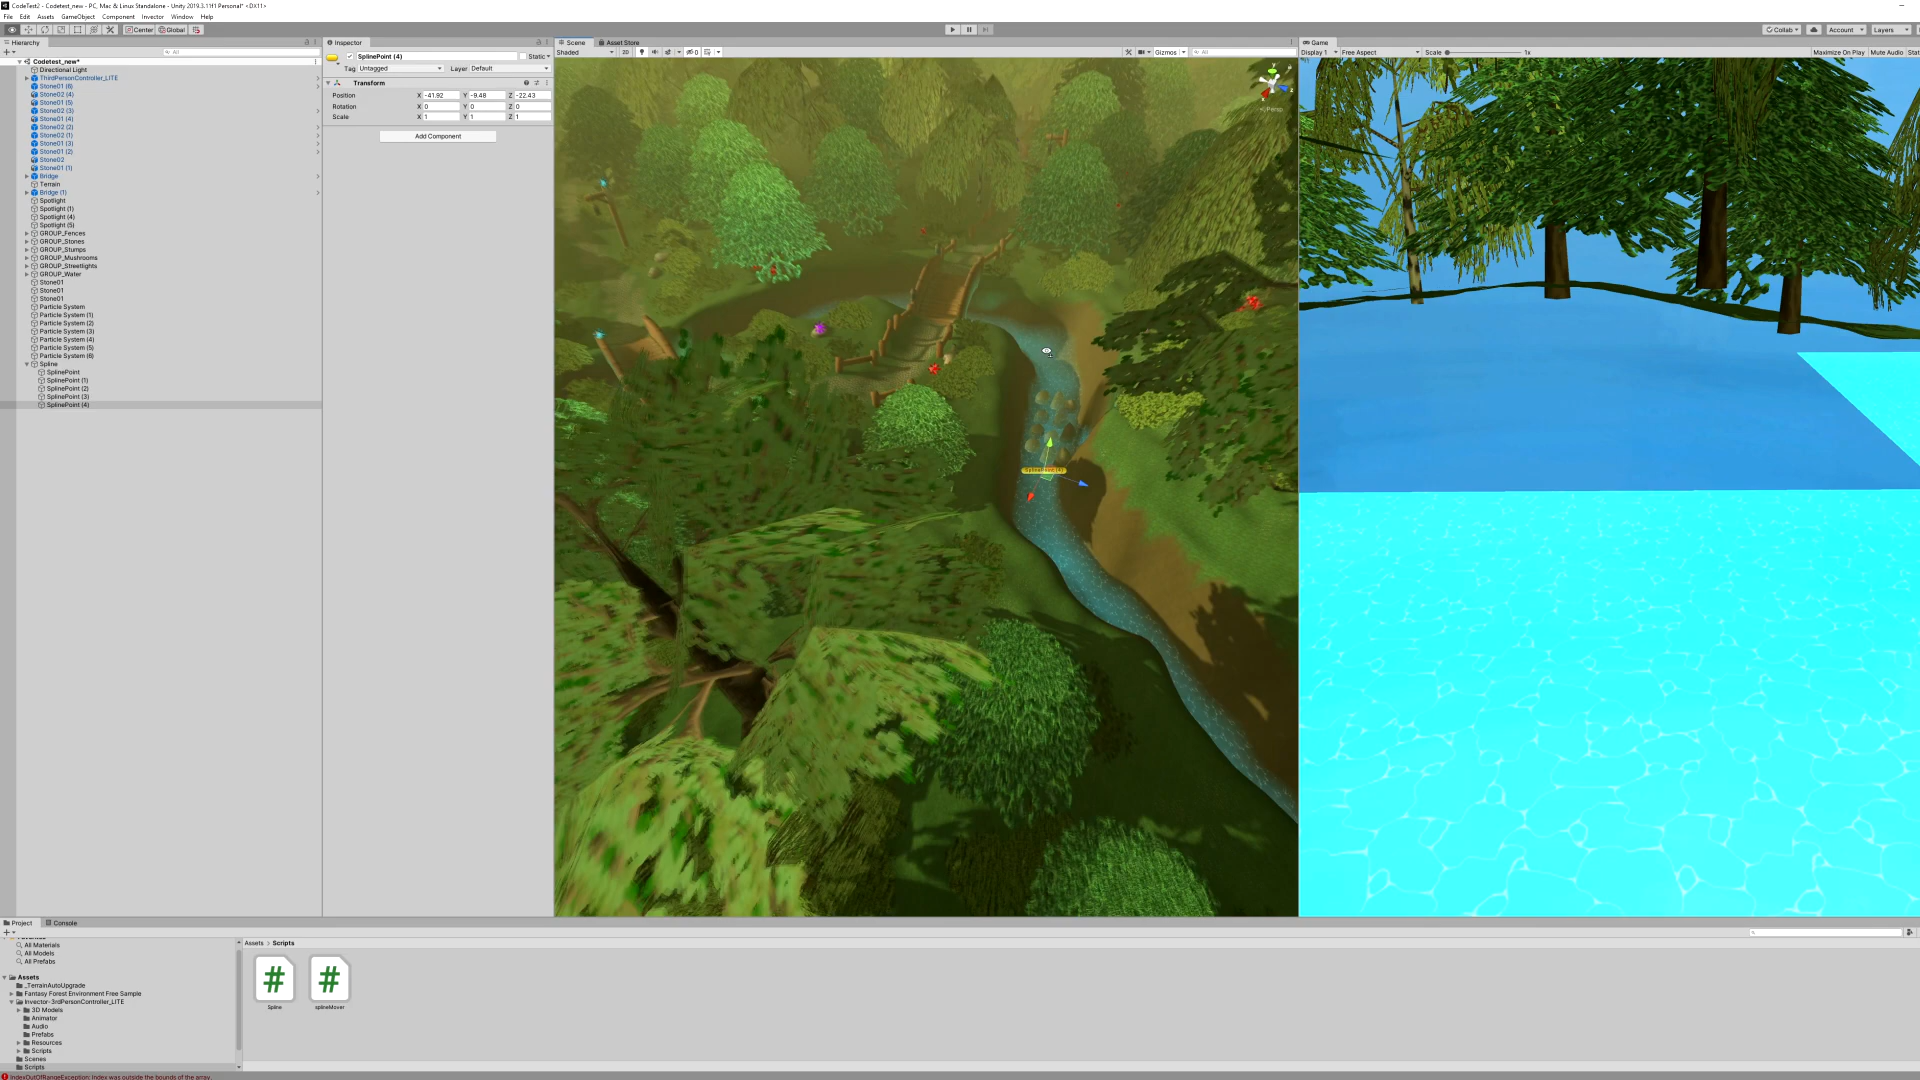 CodeTest2 - Codetest_new - PC, Mac & Linux Standalone - Unity 2019.3.11f1 Personal* <DX11>
File Edit Assets GameObject Component Invector Window Help
Center Global Collab Account Layers
Hierarchy
All
Codetest_new*
Directional Light
ThirdPersonController_LITE
Stone01 (6)
Stone02 (4)
Stone01 (5)
Stone02 (3)
Stone01 (4)
Stone02 (2)
Stone02 (1)
Stone01 (3)
Stone01 (2)
Stone02
Stone01 (1)
Bridge
Terrain
Bridge (1)
Spotlight
Spotlight (1)
Spotlight (4)
Spotlight (5)
GROUP_Fences
GROUP_Stones
GROUP_Stumps
GROUP_Mushrooms
GROUP_Streetlights
GROUP_Water
Stone01
Stone01
Stone01
Particle System
Particle System (1)
Particle System (2)
Particle System (3)
Particle System (4)
Particle System (5)
Particle System (6)
Spline
SplinePoint
SplinePoint (1)
SplinePoint (2)
SplinePoint (3)
SplinePoint (4)
Inspector
SplinePoint (4) Static
Tag Untagged Layer Default
Transform
Position X -41.92 Y -9.48 Z -22.43
Rotation X 0 Y 0 Z 0
Scale X 1 Y 1 Z 1
Add Component
Scene Asset Store
Shaded 2D 0 Gizmos All
Persp
SplinePoint (4)
Game
Display 1 Free Aspect Scale 1x Maximize On Play Mute Audio
Project Console
All Materials
All Models
All Prefabs
Assets
_TerrainAutoUpgrade
Fantasy Forest Environment Free Sample
Invector-3rdPersonController_LITE
3D Models
Animator
Audio
Prefabs
Resources
Scripts
Scenes
Scripts
Assets > Scripts
Spline
splineMover
IndexOutOfRangeException: Index was outside the bounds of the array.